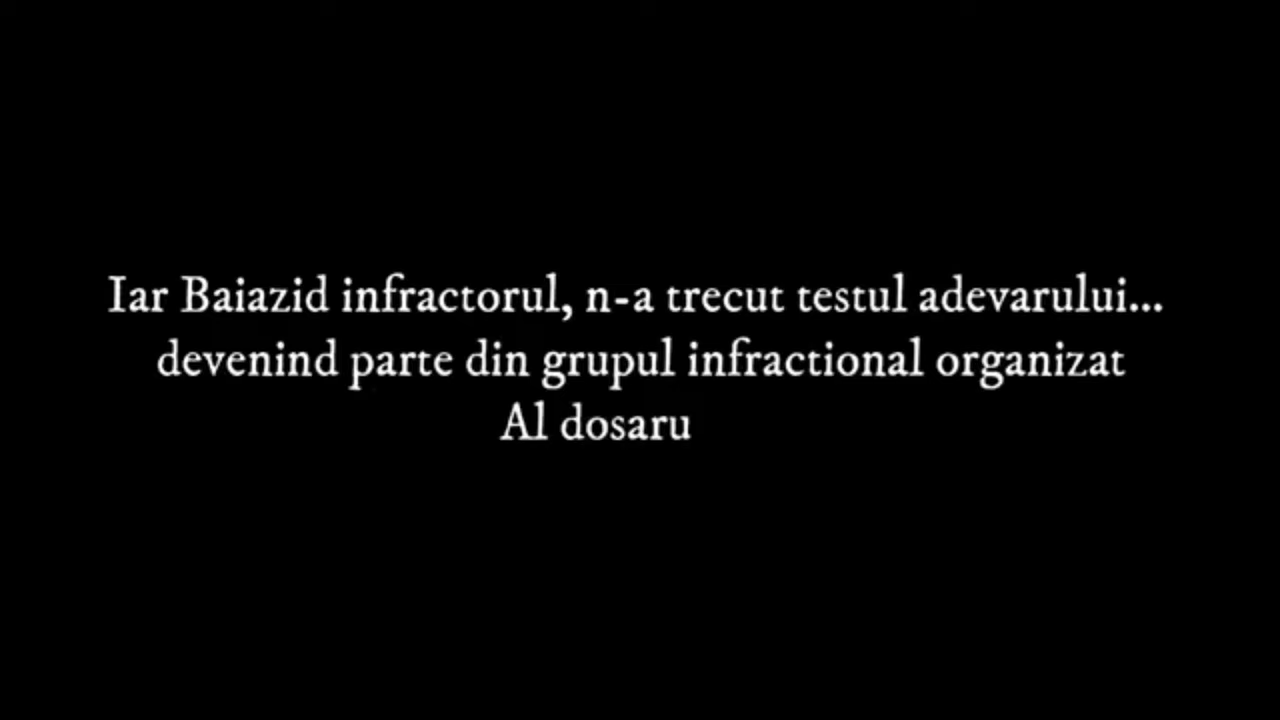 Iar Baiazid infractorul, n-a trecut testul adevarului...
devenind parte din grupul infractional organizat
Al dosaru